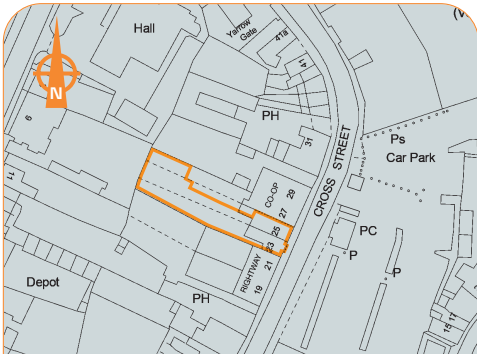 Hall
Yarrow
Gate
41a
41
(W
N
6
PH
31
Ps
Car Park
CROSS STREET
CO-OP
29
27
25
23
21
RIGHTWAY
19
11
PC
P
P
Depot
PH
15
17